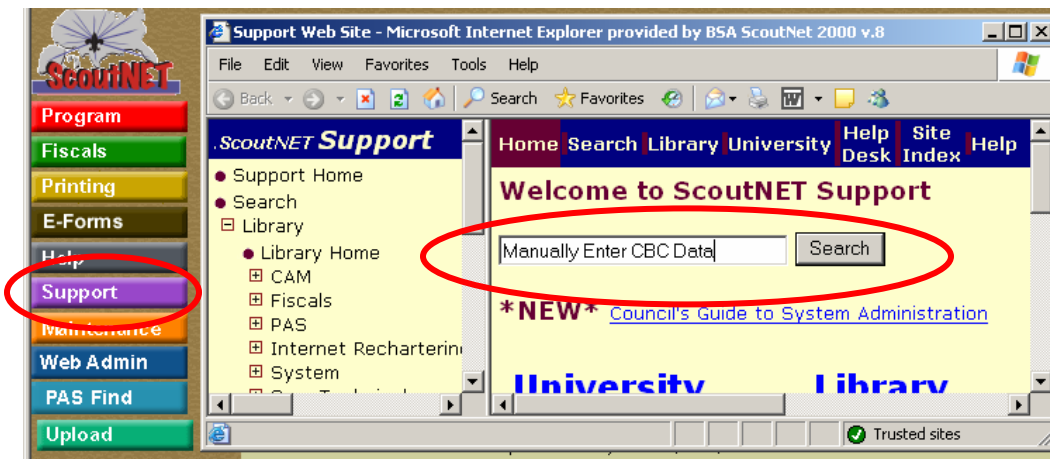 ScoutNET
Program
Fiscals
Printing
E-Forms
Help
Support
Maintenance
Web Admin
PAS Find
Upload
Support Web Site - Microsoft Internet Explorer provided by BSA ScoutNet 2000 v.8
File Edit View Favorites Tools Help
Back Search Favorites
.ScoutNET Support
Support Home
Search
Library
Library Home
CAM
Fiscals
PAS
Internet Recharterin
System
Home Search Library University Help Desk Site Index Help
Welcome to ScoutNET Support
Manually Enter CBC Data Search
*NEW* Council's Guide to System Administration
University Library
Trusted sites